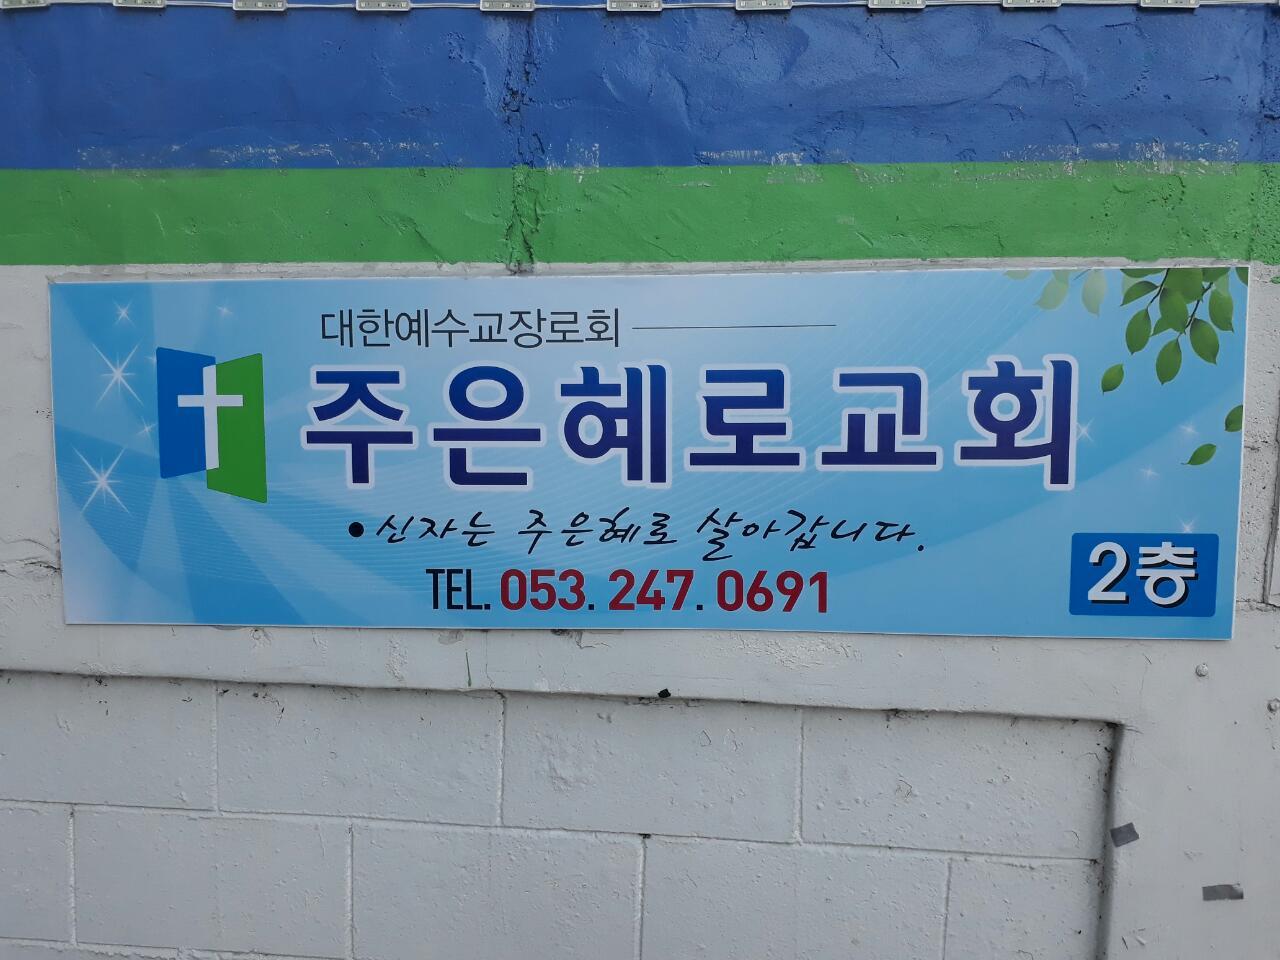 대한예수교장로회
주은혜로교회
•신자는 주은혜로 살아갑니다.
TEL. 053. 247. 0691
2층